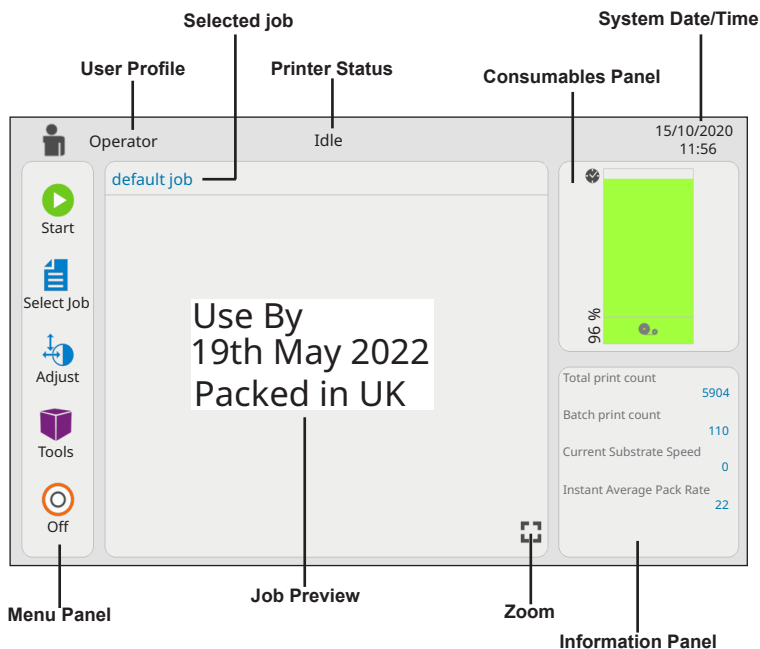 Selected job
System Date/Time
User Profile
Printer Status
Consumables Panel
Operator
Idle
15/10/2020
11:56
default job
Start
Select Job
Adjust
Tools
Off
Use By
19th May 2022
Packed in UK
96 %
Total print count
5904
Batch print count
110
Current Substrate Speed
0
Instant Average Pack Rate
22
Menu Panel
Job Preview
Zoom
Information Panel